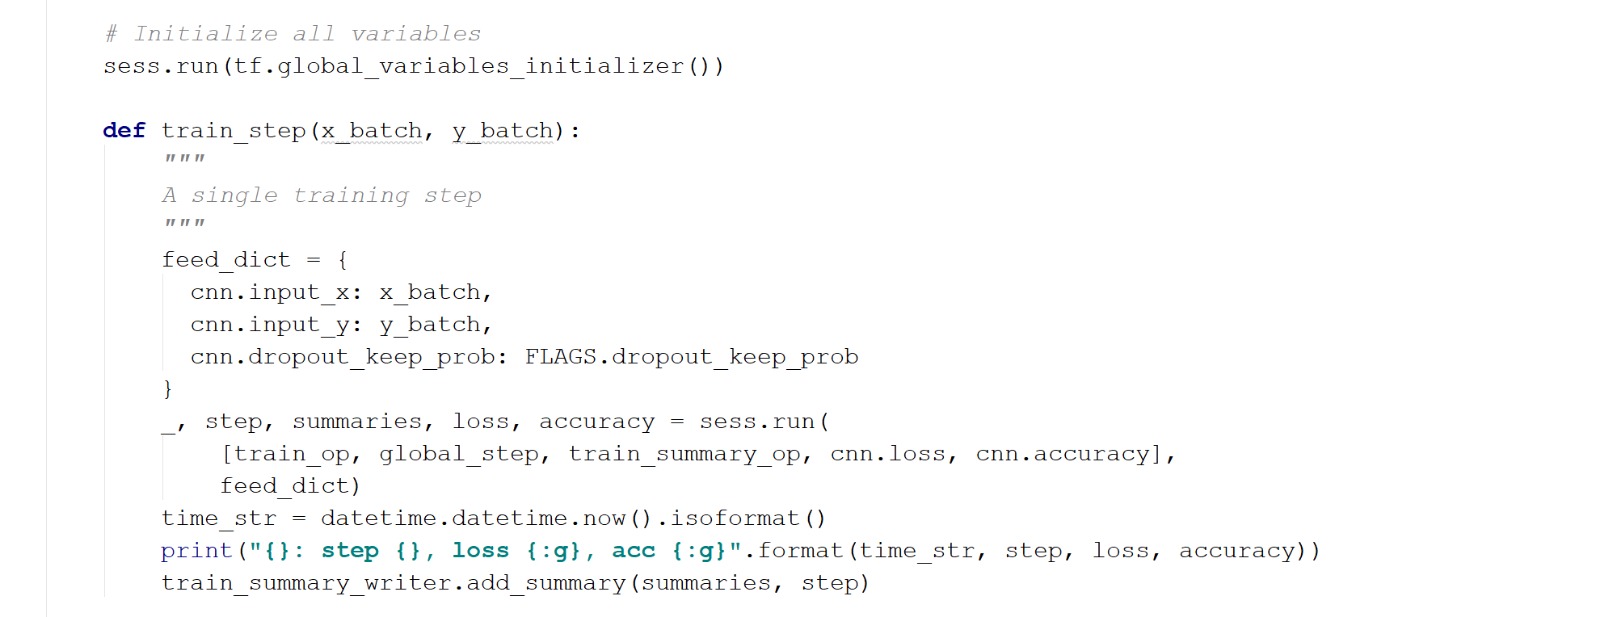 # Initialize all variables
sess.run(tf.global_variables_initializer())
def train_step(x_batch, y_batch):
"""
A single training step
"""
feed_dict = {
cnn.input_x: x_batch,
cnn.input_y: y_batch,
cnn.dropout_keep_prob: FLAGS.dropout_keep_prob
}
_, step, summaries, loss, accuracy = sess.run(
[train_op, global_step, train_summary_op, cnn.loss, cnn.accuracy],
feed_dict)
time_str = datetime.datetime.now().isoformat()
print("{}: step {}, loss {:g}, acc {:g}".format(time_str, step, loss, accuracy))
train_summary_writer.add_summary(summaries, step)